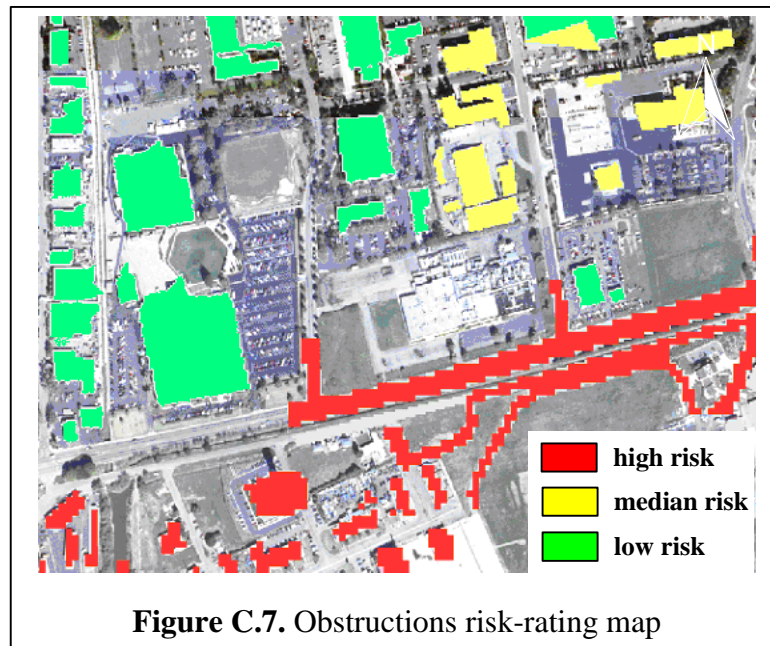 N
high risk
median risk
low risk
Figure C.7. Obstructions risk-rating map